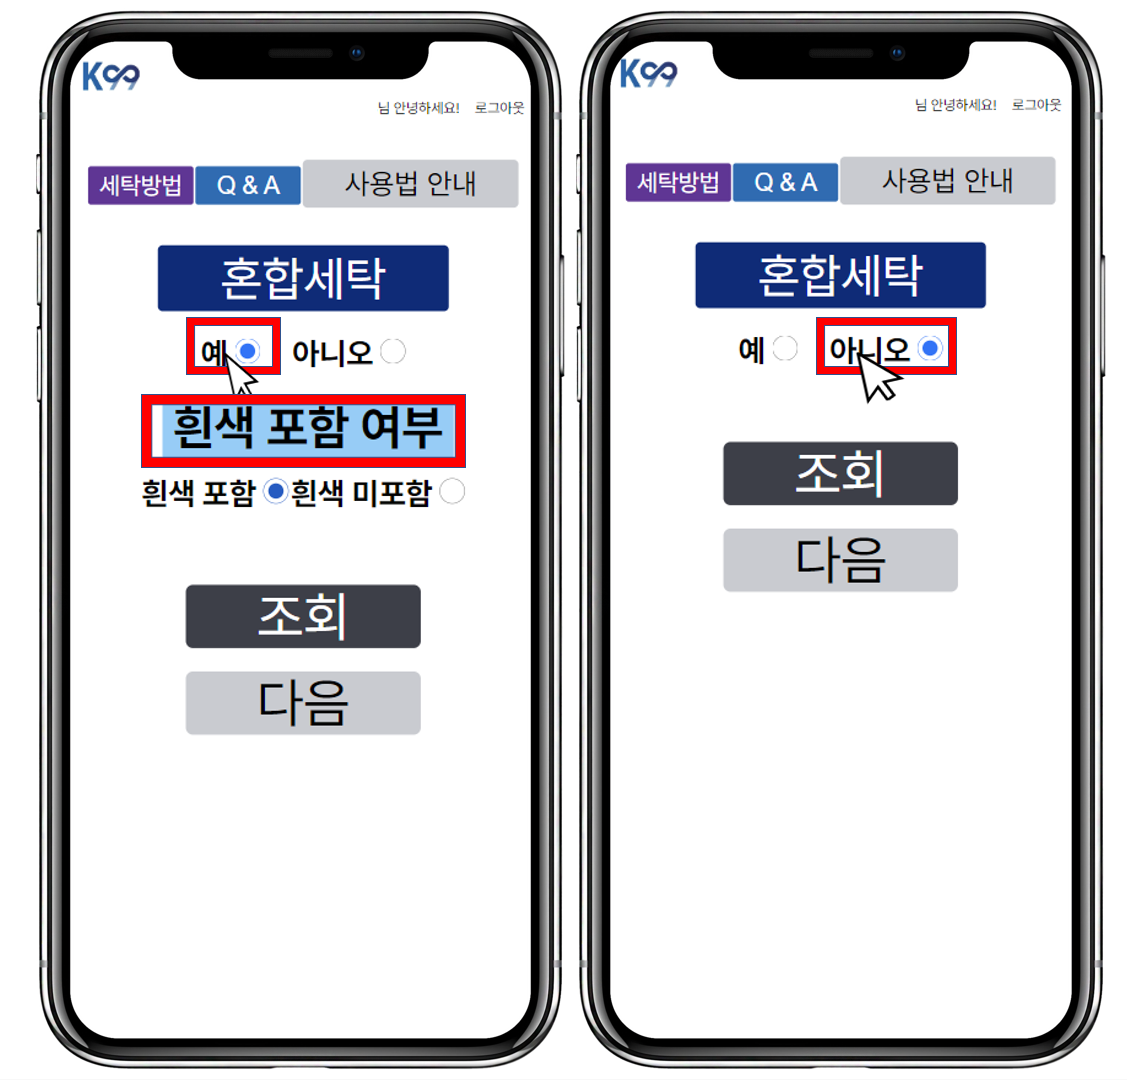 K99
님 안녕하세요! 로그아웃
세탁방법 Q & A 사용법 안내
혼합세탁
예 아니오
흰색 포함 여부
흰색 포함 흰색 미포함
조회
다음
K99
님 안녕하세요! 로그아웃
세탁방법 Q & A 사용법 안내
혼합세탁
예 아니오
조회
다음